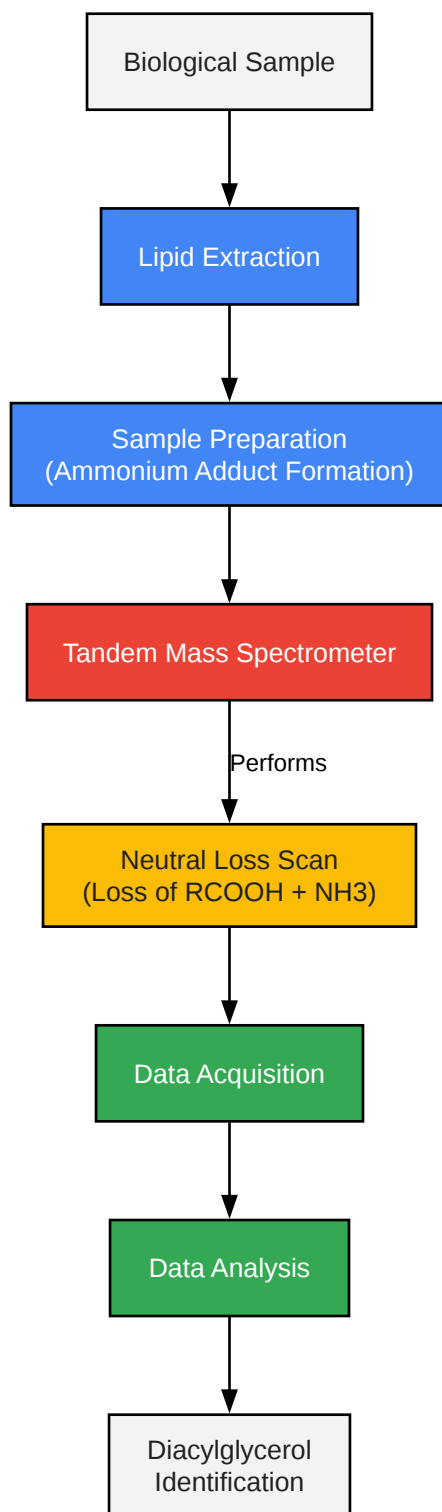 Biological Sample
Lipid Extraction
Sample Preparation
(Ammonium Adduct Formation)
Tandem Mass Spectrometer
Performs
Neutral Loss Scan
(Loss of RCOOH + NH3)
Data Acquisition
Data Analysis
Diacylglycerol
Identification